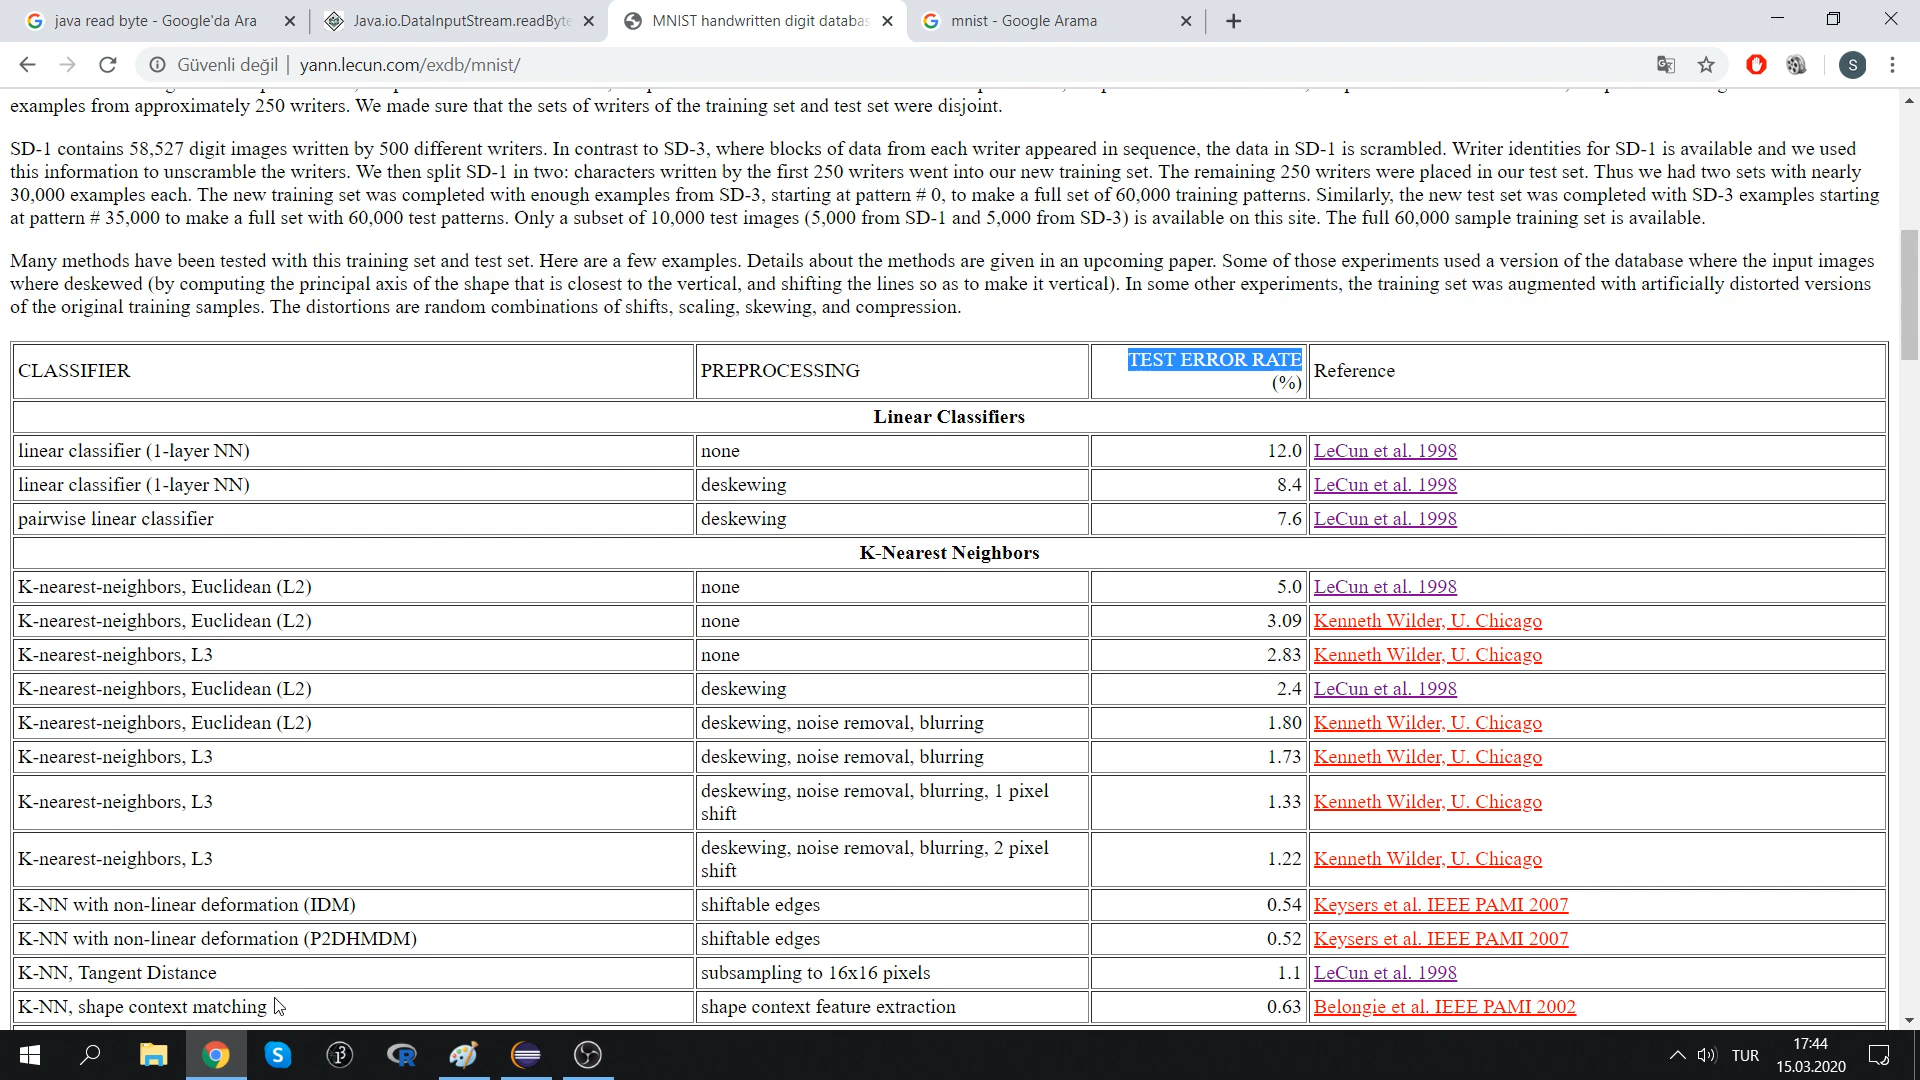 java read byte - Google'da Ara
Java.io.DataInputStream.readByte
MNIST handwritten digit databas
mnist - Google Arama
Güvenli değil | yann.lecun.com/exdb/mnist/
S
examples from approximately 250 writers. We made sure that the sets of writers of the training set and test set were disjoint.
SD-1 contains 58,527 digit images written by 500 different writers. In contrast to SD-3, where blocks of data from each writer appeared in sequence, the data in SD-1 is scrambled. Writer identities for SD-1 is available and we used
this information to unscramble the writers. We then split SD-1 in two: characters written by the first 250 writers went into our new training set. The remaining 250 writers were placed in our test set. Thus we had two sets with nearly
30,000 examples each. The new training set was completed with enough examples from SD-3, starting at pattern # 0, to make a full set of 60,000 training patterns. Similarly, the new test set was completed with SD-3 examples starting
at pattern # 35,000 to make a full set with 60,000 test patterns. Only a subset of 10,000 test images (5,000 from SD-1 and 5,000 from SD-3) is available on this site. The full 60,000 sample training set is available.
Many methods have been tested with this training set and test set. Here are a few examples. Details about the methods are given in an upcoming paper. Some of those experiments used a version of the database where the input images
where deskewed (by computing the principal axis of the shape that is closest to the vertical, and shifting the lines so as to make it vertical). In some other experiments, the training set was augmented with artificially distorted versions
of the original training samples. The distortions are random combinations of shifts, scaling, skewing, and compression.
CLASSIFIER PREPROCESSING TEST ERROR RATE (%) Reference
Linear Classifiers
linear classifier (1-layer NN) none 12.0 LeCun et al. 1998
linear classifier (1-layer NN) deskewing 8.4 LeCun et al. 1998
pairwise linear classifier deskewing 7.6 LeCun et al. 1998
K-Nearest Neighbors
K-nearest-neighbors, Euclidean (L2) none 5.0 LeCun et al. 1998
K-nearest-neighbors, Euclidean (L2) none 3.09 Kenneth Wilder, U. Chicago
K-nearest-neighbors, L3 none 2.83 Kenneth Wilder, U. Chicago
K-nearest-neighbors, Euclidean (L2) deskewing 2.4 LeCun et al. 1998
K-nearest-neighbors, Euclidean (L2) deskewing, noise removal, blurring 1.80 Kenneth Wilder, U. Chicago
K-nearest-neighbors, L3 deskewing, noise removal, blurring 1.73 Kenneth Wilder, U. Chicago
K-nearest-neighbors, L3 deskewing, noise removal, blurring, 1 pixel shift 1.33 Kenneth Wilder, U. Chicago
K-nearest-neighbors, L3 deskewing, noise removal, blurring, 2 pixel shift 1.22 Kenneth Wilder, U. Chicago
K-NN with non-linear deformation (IDM) shiftable edges 0.54 Keysers et al. IEEE PAMI 2007
K-NN with non-linear deformation (P2DHMDM) shiftable edges 0.52 Keysers et al. IEEE PAMI 2007
K-NN, Tangent Distance subsampling to 16x16 pixels 1.1 LeCun et al. 1998
K-NN, shape context matching shape context feature extraction 0.63 Belongie et al. IEEE PAMI 2002
TUR
17:44
15.03.2020